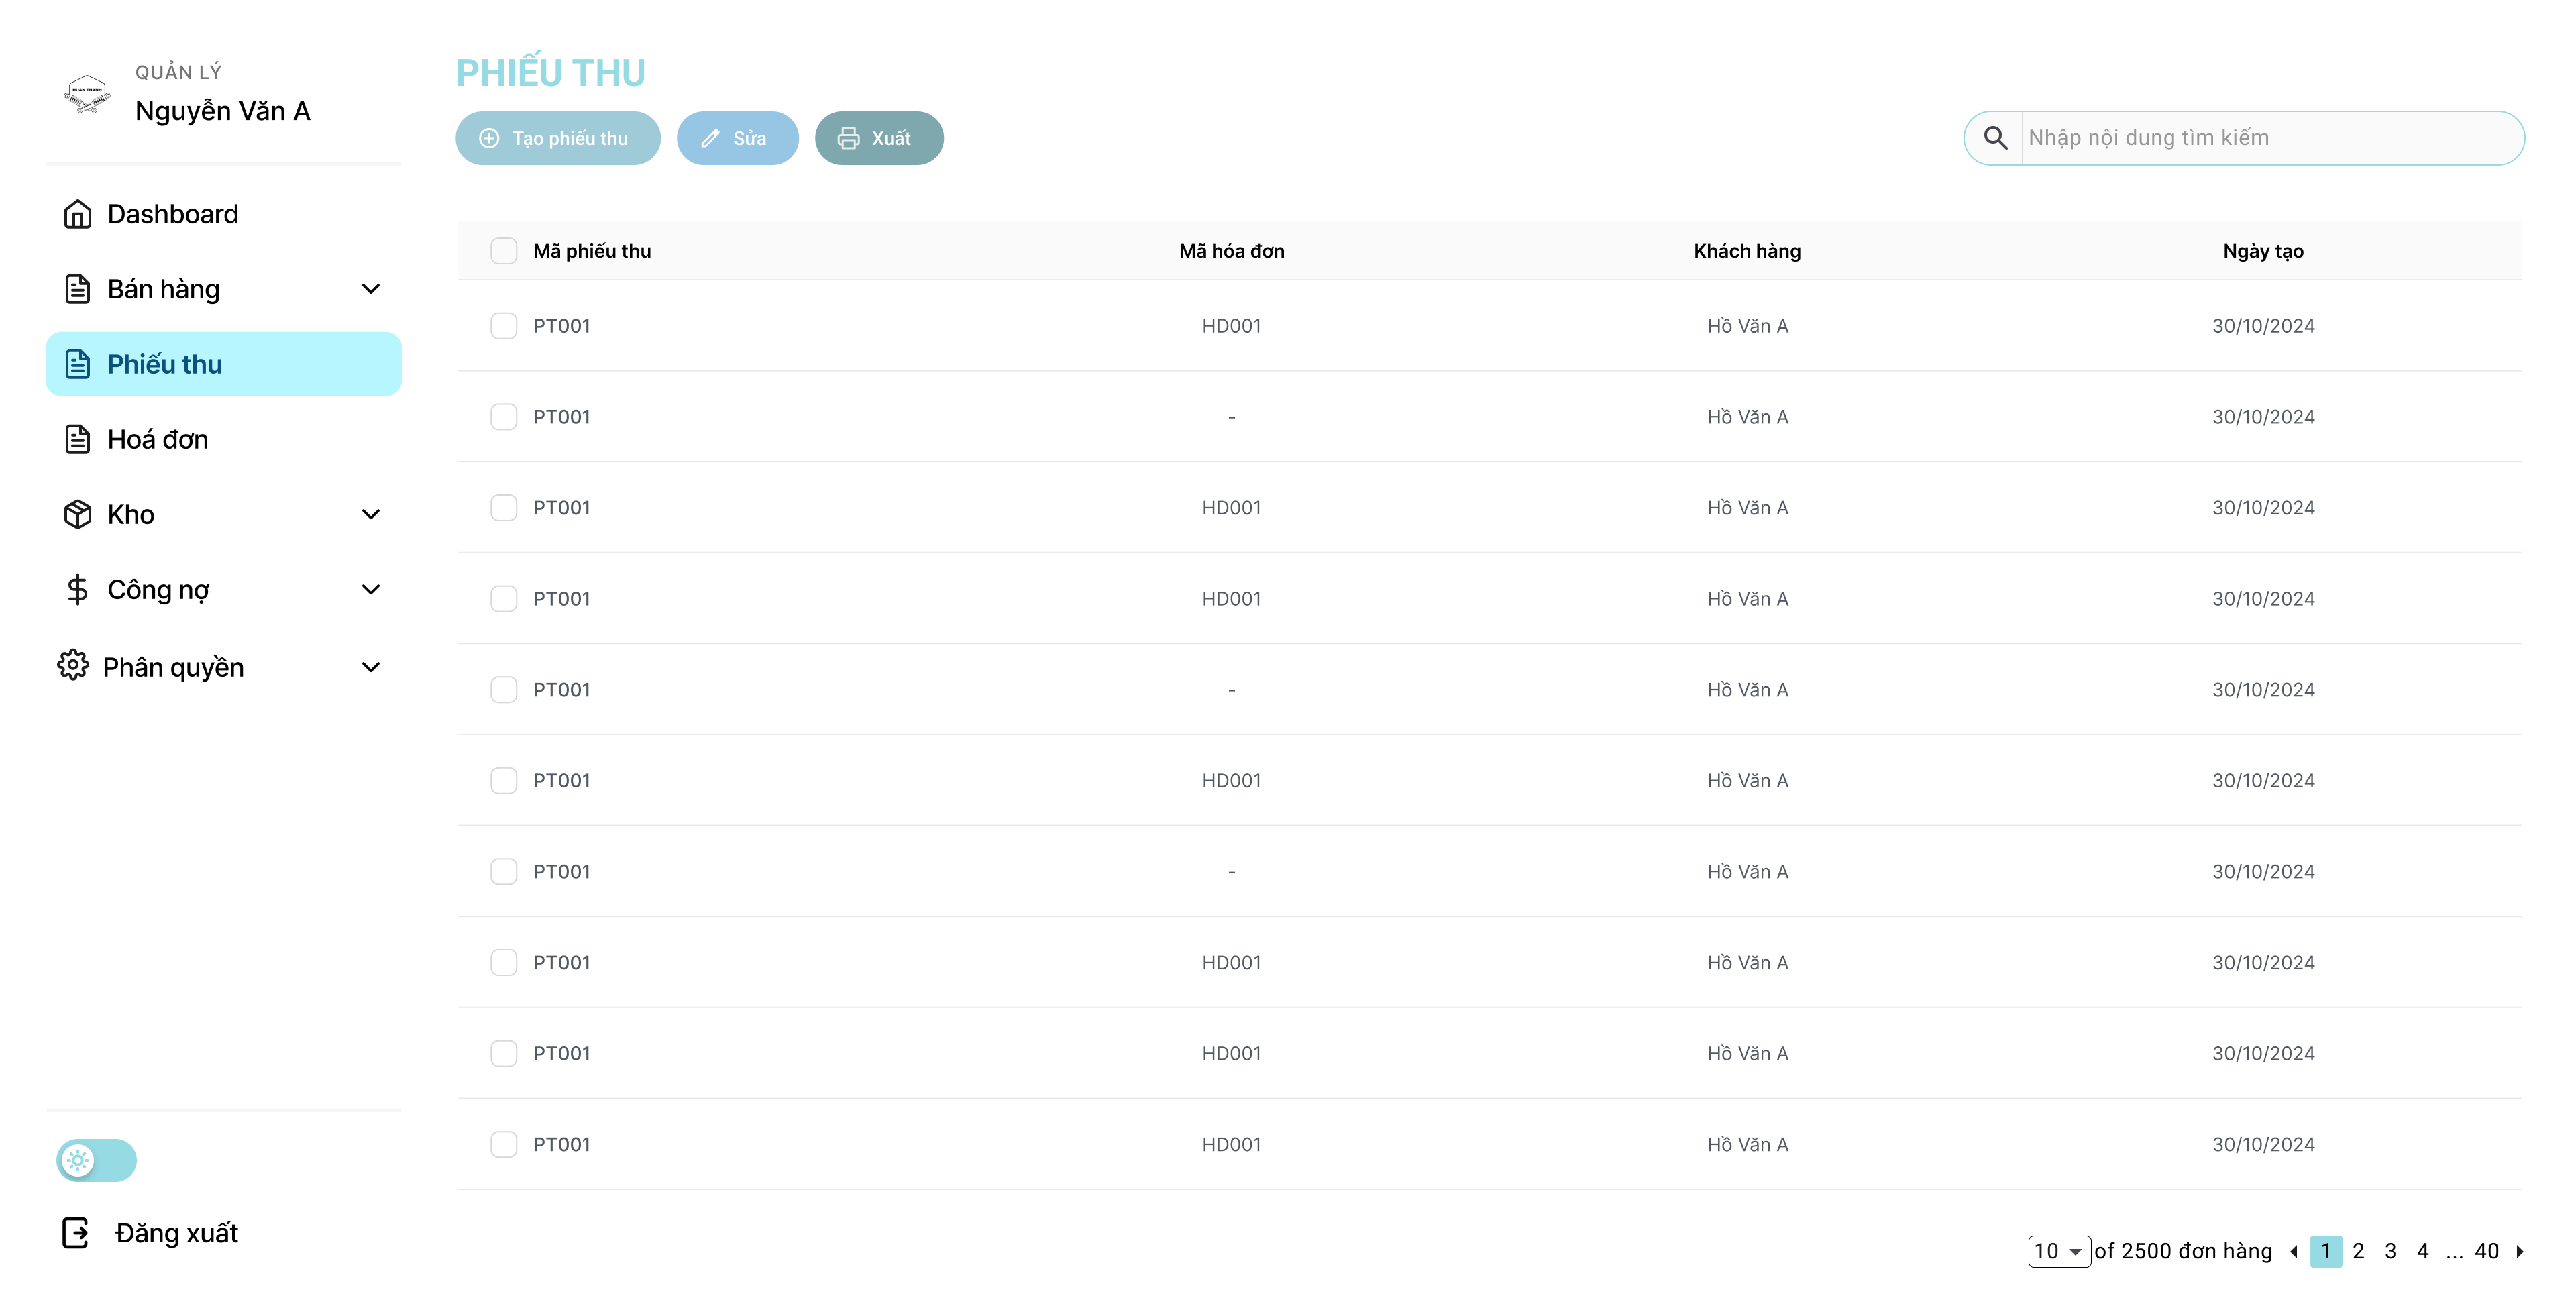 HUAN THANH
QUẢN LÝ
Nguyễn Văn A
Dashboard
Bán hàng
Phiếu thu
Hoá đơn
Kho
Công nợ
Phân quyền
Đăng xuất
PHIẾU THU
Tạo phiếu thu Sửa Xuất
Nhập nội dung tìm kiếm
Mã phiếu thu Mã hóa đơn Khách hàng Ngày tạo
PT001 HD001 Hồ Văn A 30/10/2024
PT001 - Hồ Văn A 30/10/2024
PT001 HD001 Hồ Văn A 30/10/2024
PT001 HD001 Hồ Văn A 30/10/2024
PT001 - Hồ Văn A 30/10/2024
PT001 HD001 Hồ Văn A 30/10/2024
PT001 - Hồ Văn A 30/10/2024
PT001 HD001 Hồ Văn A 30/10/2024
PT001 HD001 Hồ Văn A 30/10/2024
PT001 HD001 Hồ Văn A 30/10/2024
10 of 2500 đơn hàng 1 2 3 4 ... 40